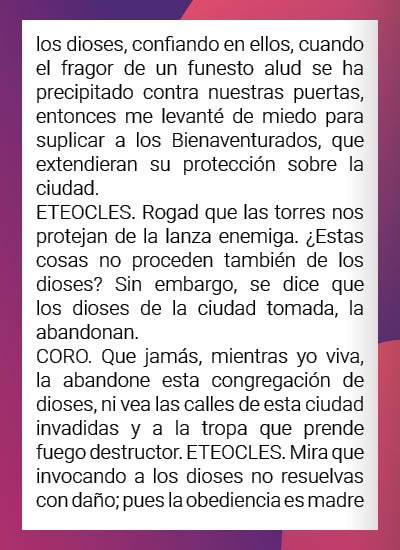 los dioses, confiando en ellos, cuando
el fragor de un funesto alud se ha
precipitado contra nuestras puertas,
entonces me levanté de miedo para
suplicar a los Bienaventurados, que
extendieran su protección sobre la
ciudad.
ETEOCLES. Rogad que las torres nos
protejan de la lanza enemiga. ¿Estas
cosas no proceden también de los
dioses? Sin embargo, se dice que
los dioses de la ciudad tomada, la
abandonan.
CORO. Que jamás, mientras yo viva,
la abandone esta congregación de
dioses, ni vea las calles de esta ciudad
invadidas y a la tropa que prende
fuego destructor. ETEOCLES. Mira que
invocando a los dioses no resuelvas
con daño; pues la obediencia es madre